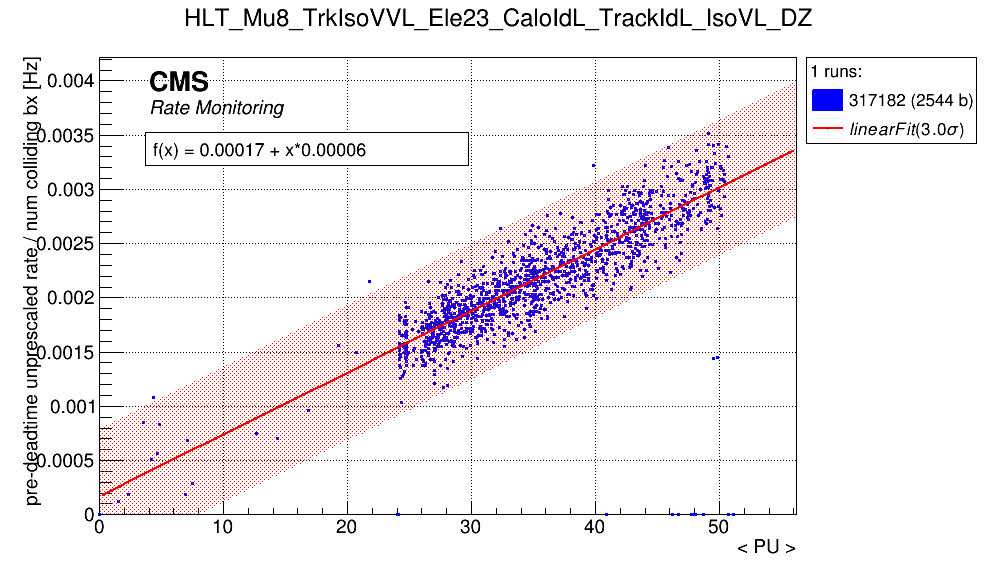 HLT_Mu8_TrkIsoVVL_Ele23_CaloIdL_TrackIdL_IsoVL_DZ
pre-deadtime unprescaled rate / num colliding bx [Hz]
0.004
0.0035
0.003
0.0025
0.002
0.0015
0.001
0.0005
0
CMS
Rate Monitoring
f(x) = 0.00017 + x*0.00006
0 10 20 30 40 50
< PU >
1 runs:
317182 (2544 b)
linearFit(3.0σ)